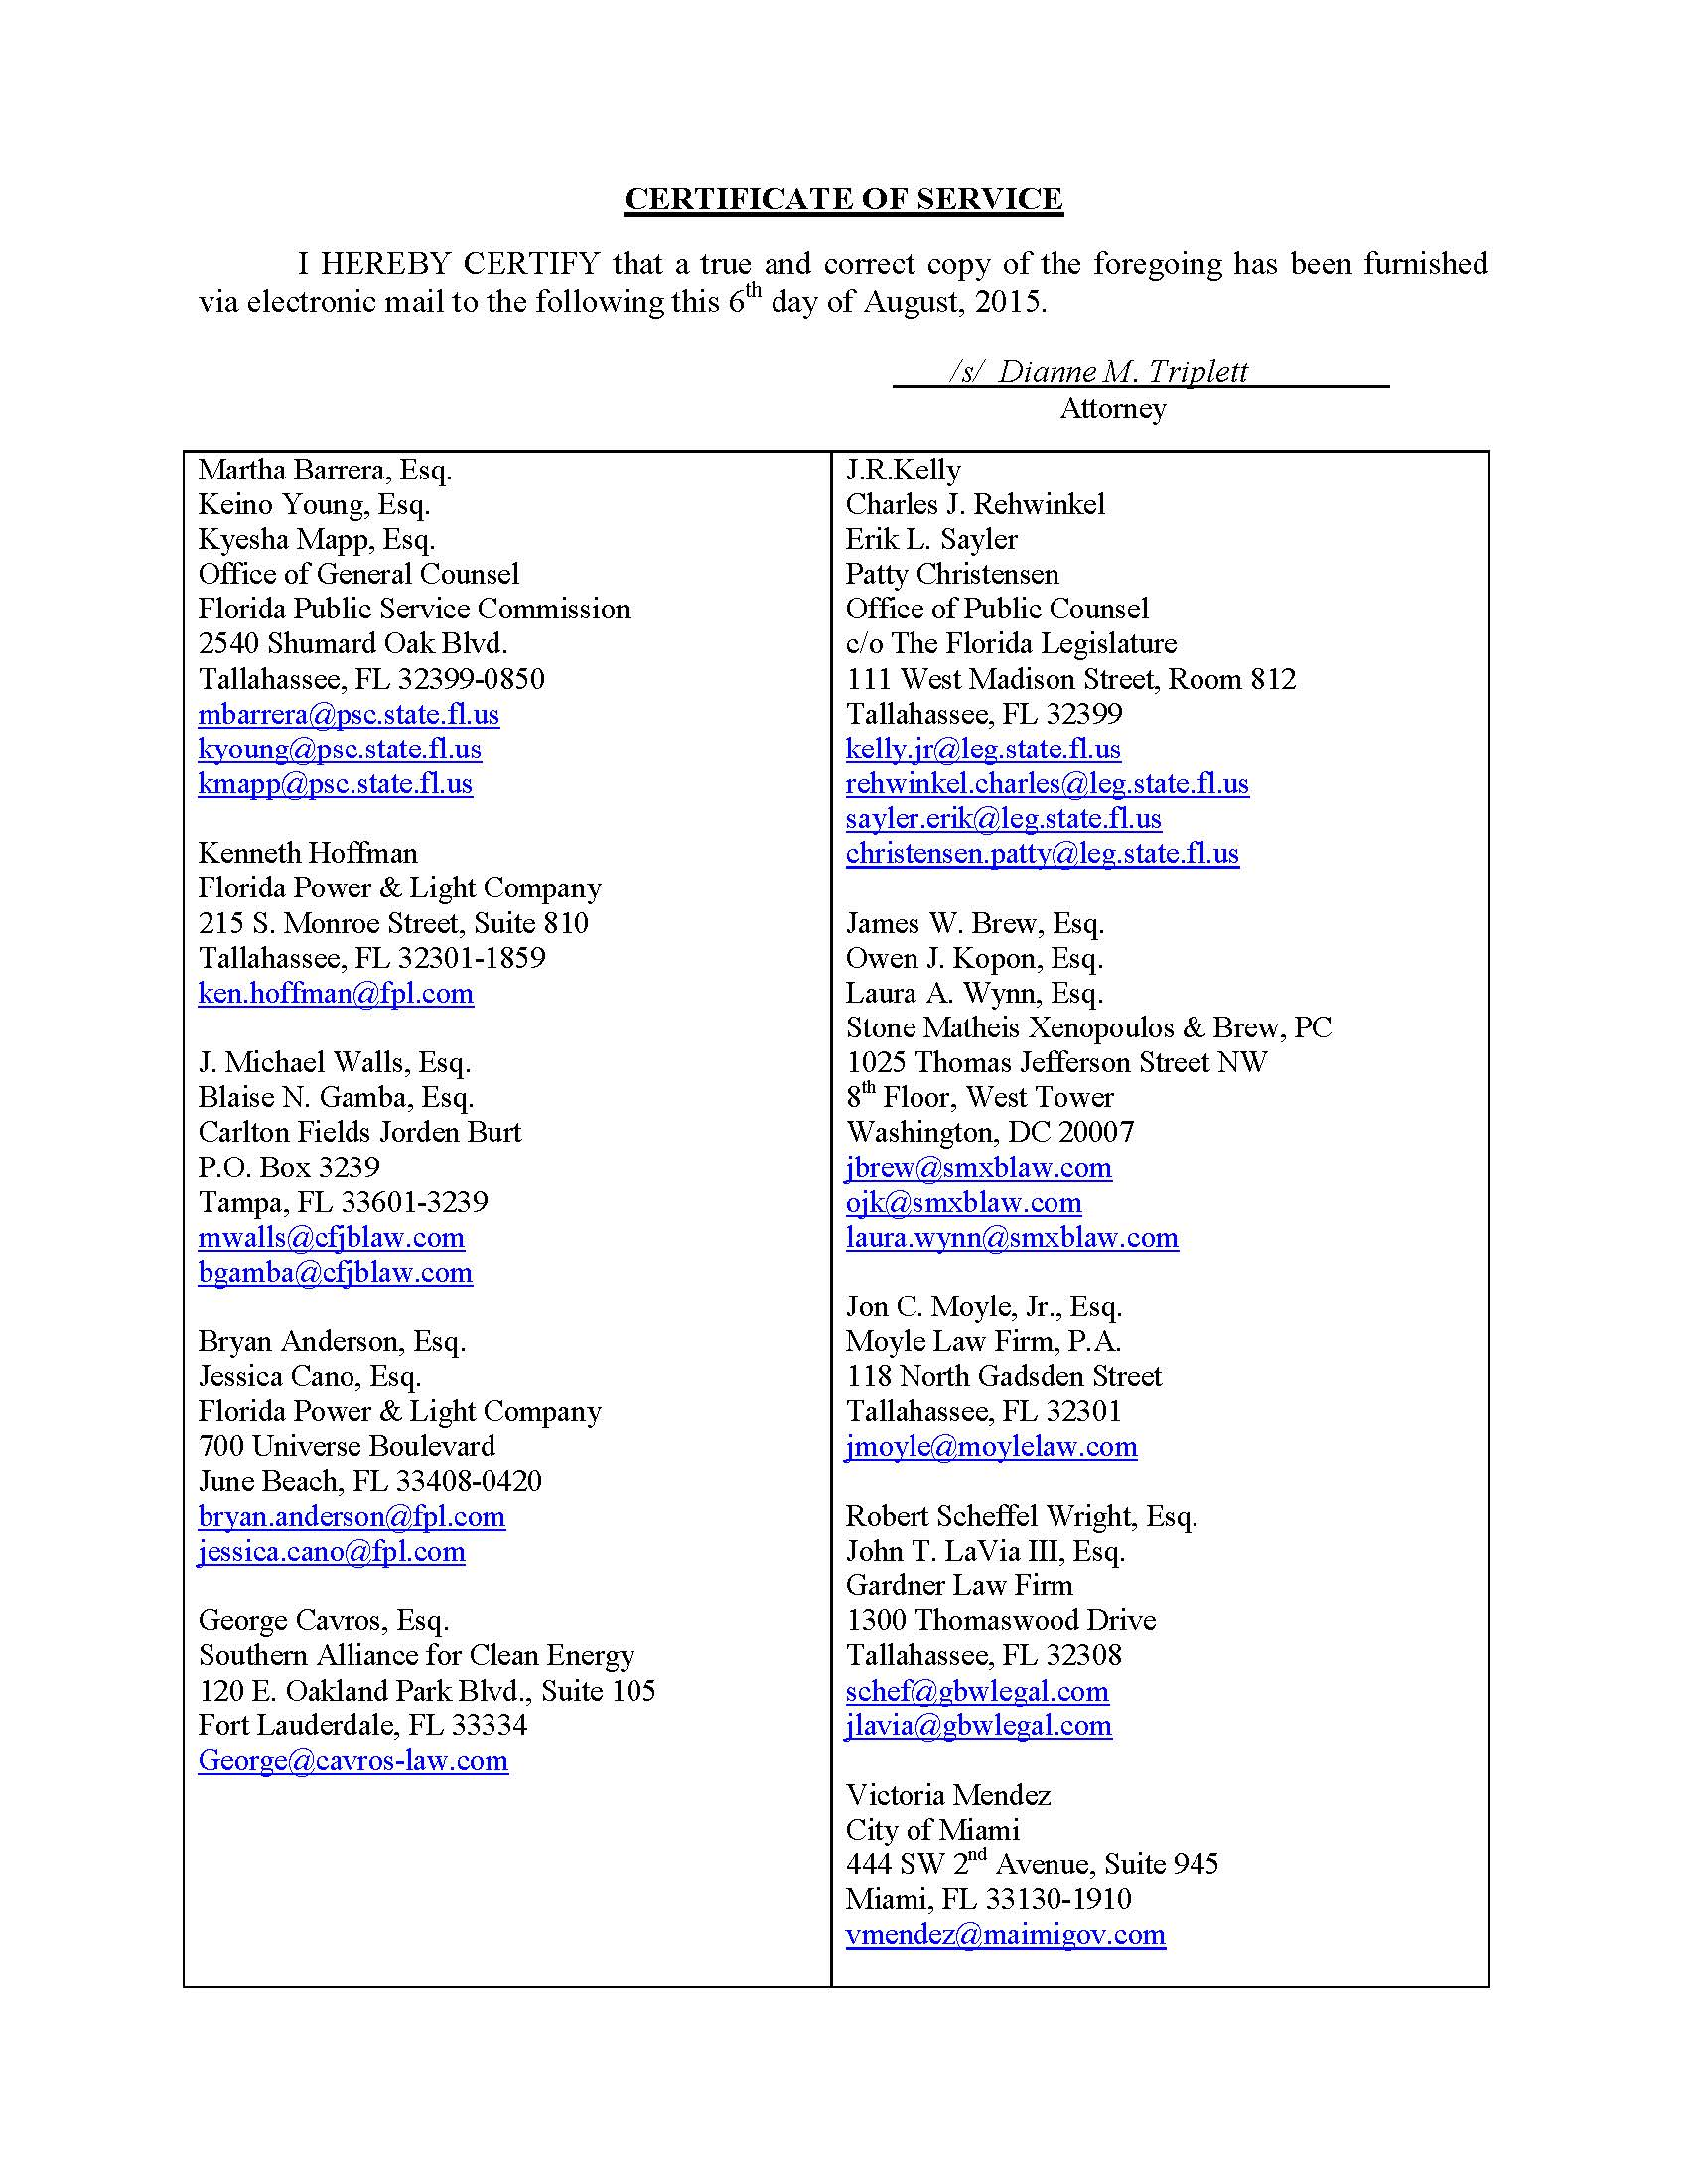 CERTIFICATE OF SERVICE
I HEREBY CERTIFY that a true and correct copy of the foregoing has been furnished
via electronic mail to the following this 6th day of August, 2015.
/s/ Dianne M. Triplett
Attorney
Martha Barrera, Esq.
Keino Young, Esq.
Kyesha Mapp, Esq.
Office of General Counsel
Florida Public Service Commission
2540 Shumard Oak Blvd.
Tallahassee, FL 32399-0850
mbarrera@psc.state.fl.us
kyoung@psc.state.fl.us
kmapp@psc.state.fl.us
Kenneth Hoffman
Florida Power & Light Company
215 S. Monroe Street, Suite 810
Tallahassee, FL 32301-1859
ken.hoffman@fpl.com
J. Michael Walls, Esq.
Blaise N. Gamba, Esq.
Carlton Fields Jorden Burt
P.O. Box 3239
Tampa, FL 33601-3239
mwalls@cfjblaw.com
bgamba@cfjblaw.com
Bryan Anderson, Esq.
Jessica Cano, Esq.
Florida Power & Light Company
700 Universe Boulevard
June Beach, FL 33408-0420
bryan.anderson@fpl.com
jessica.cano@fpl.com
George Cavros, Esq.
Southern Alliance for Clean Energy
120 E. Oakland Park Blvd., Suite 105
Fort Lauderdale, FL 33334
George@cavros-law.com
J.R.Kelly
Charles J. Rehwinkel
Erik L. Sayler
Patty Christensen
Office of Public Counsel
c/o The Florida Legislature
111 West Madison Street, Room 812
Tallahassee, FL 32399
kelly.jr@leg.state.fl.us
rehwinkel.charles@leg.state.fl.us
sayler.erik@leg.state.fl.us
christensen.patty@leg.state.fl.us
James W. Brew, Esq.
Owen J. Kopon, Esq.
Laura A. Wynn, Esq.
Stone Matheis Xenopoulos & Brew, PC
1025 Thomas Jefferson Street NW
8th Floor, West Tower
Washington, DC 20007
jbrew@smxblaw.com
ojk@smxblaw.com
laura.wynn@smxblaw.com
Jon C. Moyle, Jr., Esq.
Moyle Law Firm, P.A.
118 North Gadsden Street
Tallahassee, FL 32301
jmoyle@moylelaw.com
Robert Scheffel Wright, Esq.
John T. LaVia III, Esq.
Gardner Law Firm
1300 Thomaswood Drive
Tallahassee, FL 32308
schef@gbwlegal.com
jlavia@gbwlegal.com
Victoria Mendez
City of Miami
444 SW 2nd Avenue, Suite 945
Miami, FL 33130-1910
vmendez@maimigov.com